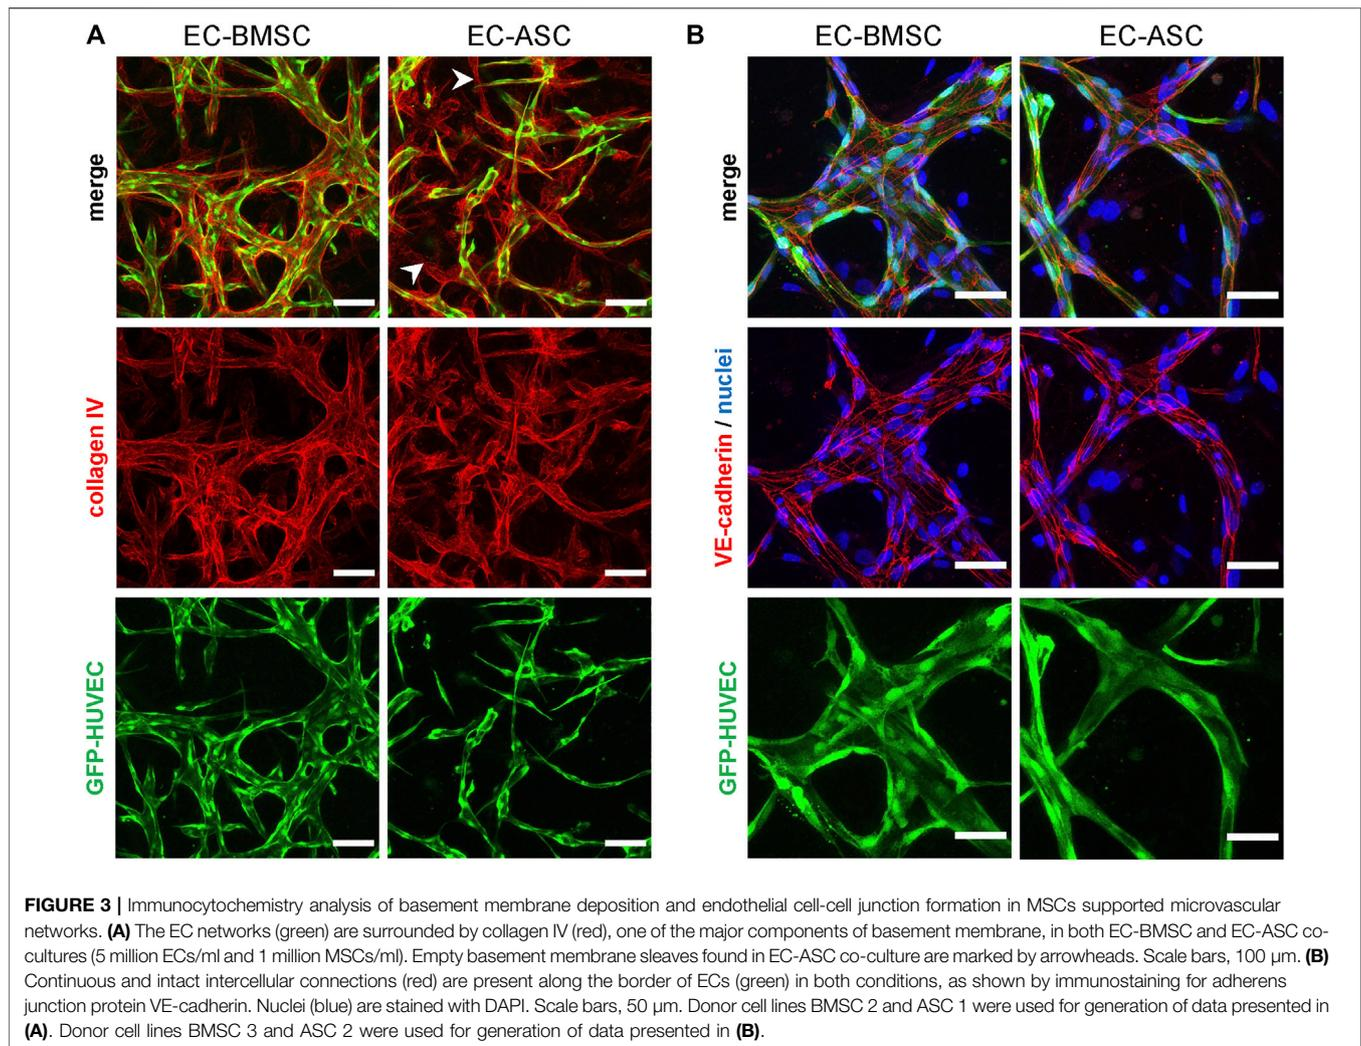 A EC-BMSC EC-ASC B EC-BMSC EC-ASC
merge
merge
collagen IV
VE-cadherin / nuclei
GFP-HUVEC
GFP-HUVEC
FIGURE 3 | Immunocytochemistry analysis of basement membrane deposition and endothelial cell-cell junction formation in MSCs supported microvascular
networks. (A) The EC networks (green) are surrounded by collagen IV (red), one of the major components of basement membrane, in both EC-BMSC and EC-ASC co-
cultures (5 million ECs/ml and 1 million MSCs/ml). Empty basement membrane sleaves found in EC-ASC co-culture are marked by arrowheads. Scale bars, 100 μm. (B)
Continuous and intact intercellular connections (red) are present along the border of ECs (green) in both conditions, as shown by immunostaining for adherens
junction protein VE-cadherin. Nuclei (blue) are stained with DAPI. Scale bars, 50 μm. Donor cell lines BMSC 2 and ASC 1 were used for generation of data presented in
(A). Donor cell lines BMSC 3 and ASC 2 were used for generation of data presented in (B).